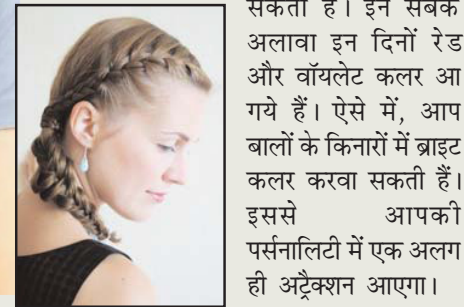 सकता है। इन सबके
अलावा इन दिनों रेड
और वॉयलेट कलर आ
गये हैं। ऐसे में, आप
बालों के किनारों में ब्राइट
कलर करवा सकती हैं।
इससे आपकी
पर्सनालिटी में एक अलग
ही अट्रैक्शन आएगा।